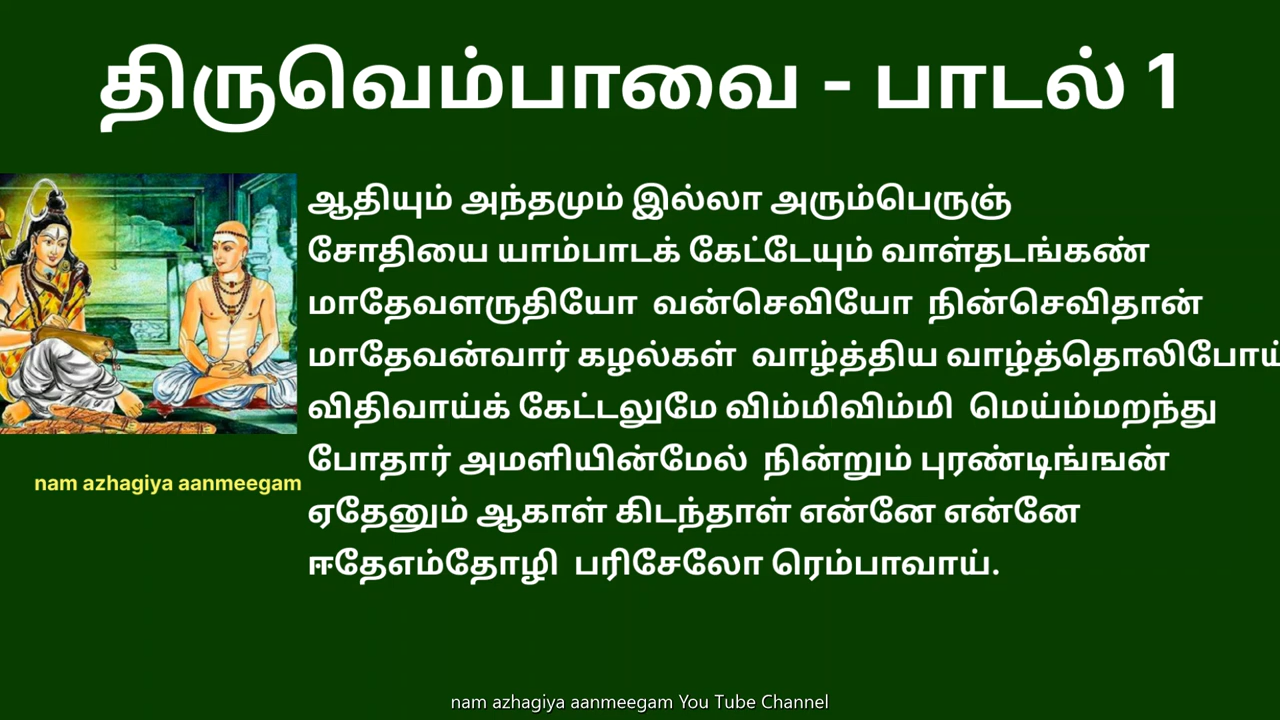 திருவெம்பாவை - பாடல் 1
ஆதியும் அந்தமும் இல்லா அரும்பெருஞ்
சோதியை யாம்பாடக் கேட்டேயும் வாள்தடங்கண்
மாதேவளருதியோ வன்செவியோ நின்செவிதான்
மாதேவன்வார் கழல்கள் வாழ்த்திய வாழ்த்தொலிபோய்
விதிவாய்க் கேட்டலுமே விம்மிவிம்மி மெய்ம்மறந்து
போதார் அமளியின்மேல் நின்றும் புரண்டிங்ஙன்
ஏதேனும் ஆகாள் கிடந்தாள் என்னே என்னே
ஈதேஎம்தோழி பரிசேலோ ரெம்பாவாய்.
nam azhagiya aanmeegam
nam azhagiya aanmeegam You Tube Channel